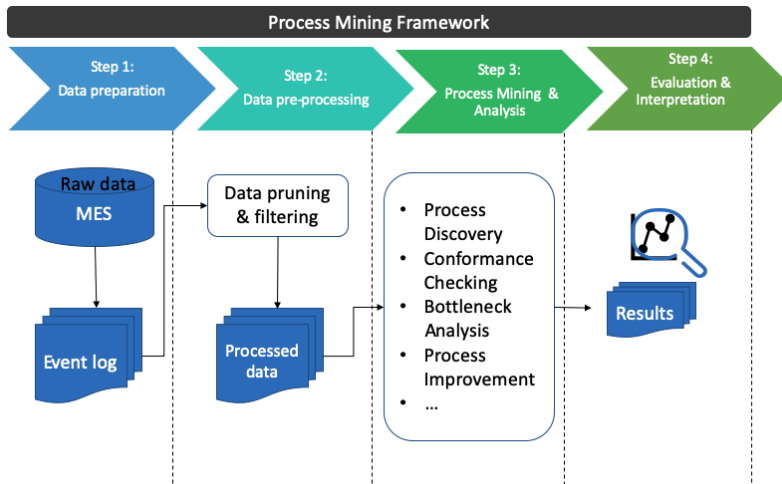 Process Mining Framework
Step 1:
Data preparation
Step 2:
Data pre-processing
Step 3:
Process Mining & 
Analysis
Step 4:
Evaluation &
Interpretation
Raw data
MES
Event log
Data pruning
& filtering
Processed
data
• Process
Discovery
• Conformance
Checking
• Bottleneck
Analysis
• Process
Improvement
• ...
Results